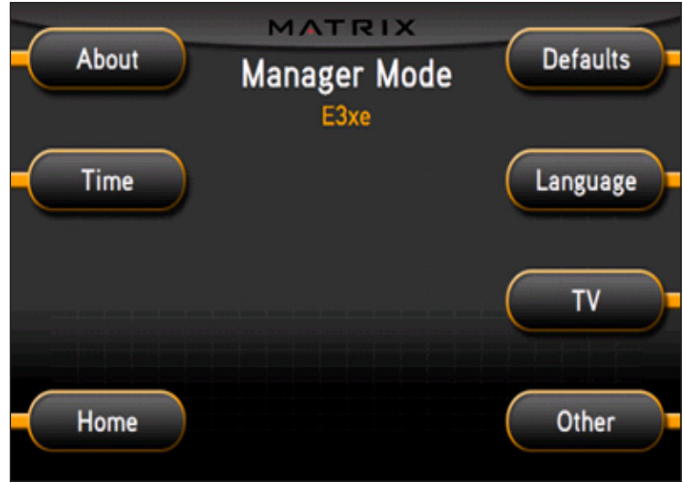 MATRIX
Manager Mode
E3xe
About
Defaults
Time
Language
TV
Home
Other